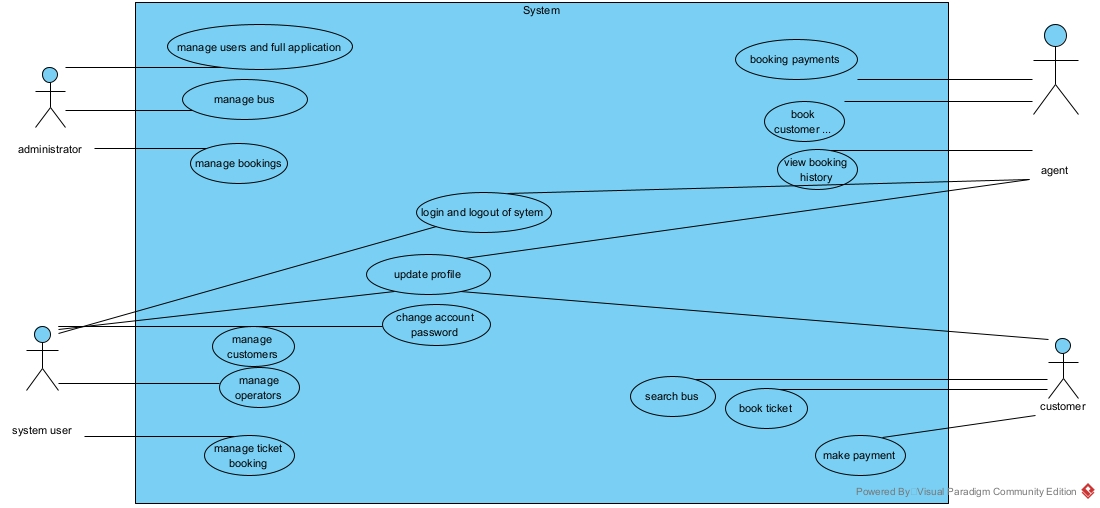 System
manage users and full application
booking payments
manage bus
book
customer ...
administrator
manage bookings
view booking
history
agent
login and logout of sytem
update profile
change account
password
manage
customers
manage
operators
search bus
book ticket
customer
system user
manage ticket
booking
make payment
Powered By Visual Paradigm Community Edition